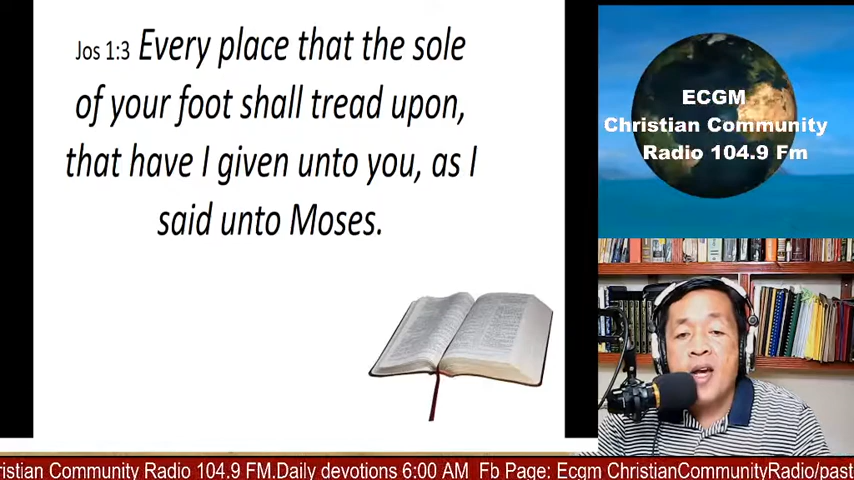 Jos 1:3 Every place that the sole
of your foot shall tread upon,
that have I given unto you, as I
said unto Moses.
ECGM
Christian Community
Radio 104.9 Fm
ristian Community Radio 104.9 FM.Daily devotions 6:00 AM Fb Page: Ecgm ChristianCommunityRadio/past